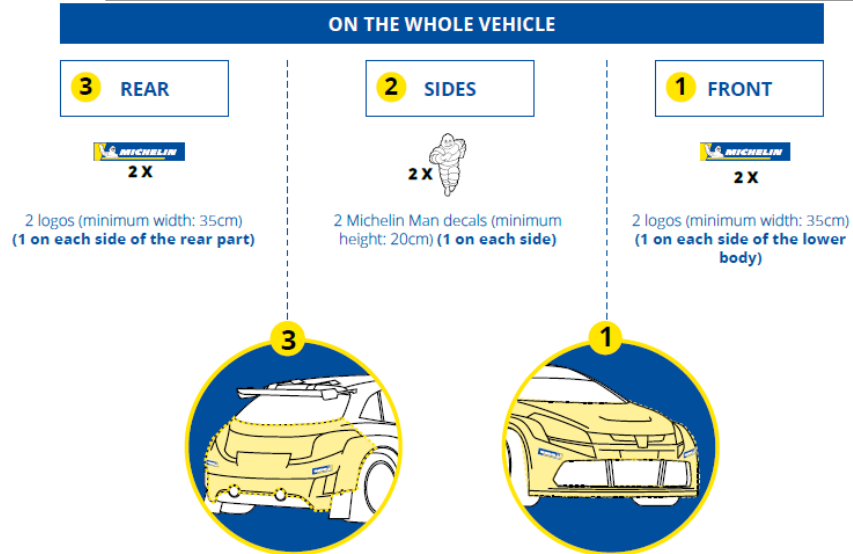 ON THE WHOLE VEHICLE
3 REAR
MICHELIN
2 X
2 logos (minimum width: 35cm)
(1 on each side of the rear part)
2 SIDES
2 X
2 Michelin Man decals (minimum
height: 20cm) (1 on each side)
1 FRONT
MICHELIN
2 X
2 logos (minimum width: 35cm)
(1 on each side of the lower
body)
3
1